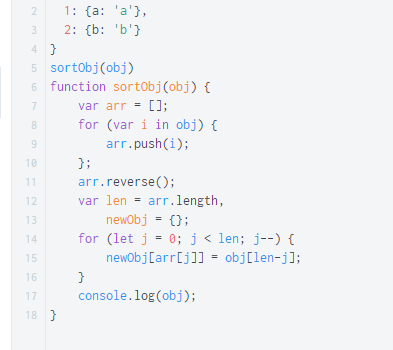 2 1: {a: 'a'},
3 2: {b: 'b'}
4 }
5 sortObj(obj)
6 function sortObj(obj) {
7 var arr = [];
8 for (var i in obj) {
9 arr.push(i);
10 };
11 arr.reverse();
12 var len = arr.length,
13 newObj = {};
14 for (let j = 0; j < len; j--) {
15 newObj[arr[j]] = obj[len-j];
16 }
17 console.log(obj);
18 }